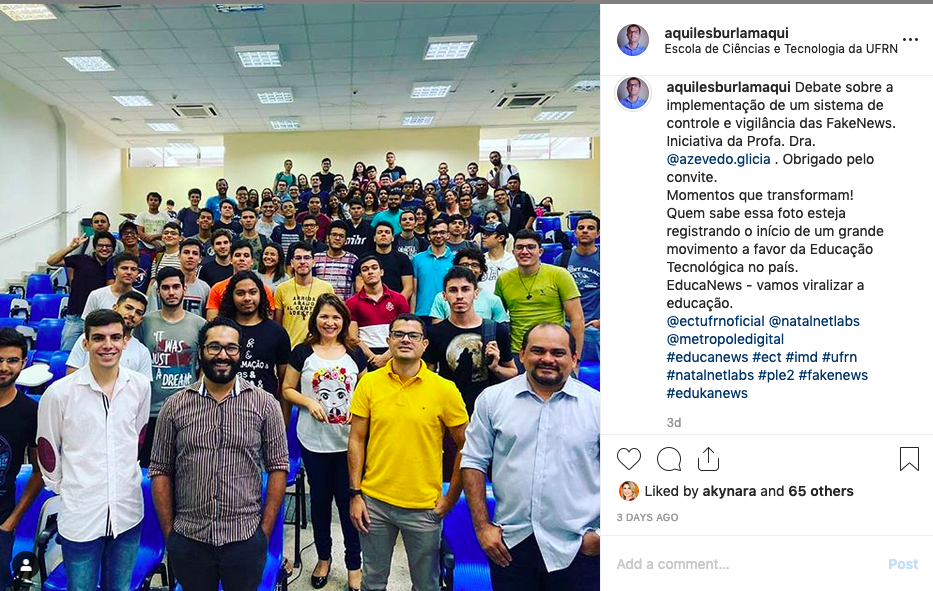 aquilesburlamaqui
Escola de Ciências e Tecnologia da UFRN
aquilesburlamaqui Debate sobre a
implementação de um sistema de
controle e vigilância das FakeNews.
Iniciativa da Profa. Dra.
@azevedo.glicia . Obrigado pelo
convite.
Momentos que transformam!
Quem sabe essa foto esteja
registrando o início de um grande
movimento a favor da Educação
Tecnológica no país.
EducaNews - vamos viralizar a
educação.
@ectufrnoficial @natalnetlabs
@metropoledigital
#educanews #ect #imd #ufrn
#natalnetlabs #ple2 #fakenews
#edukanews
3d
Liked by akynara and 65 others
3 DAYS AGO
Add a comment... Post
IT WAS
JUST
A DREAM